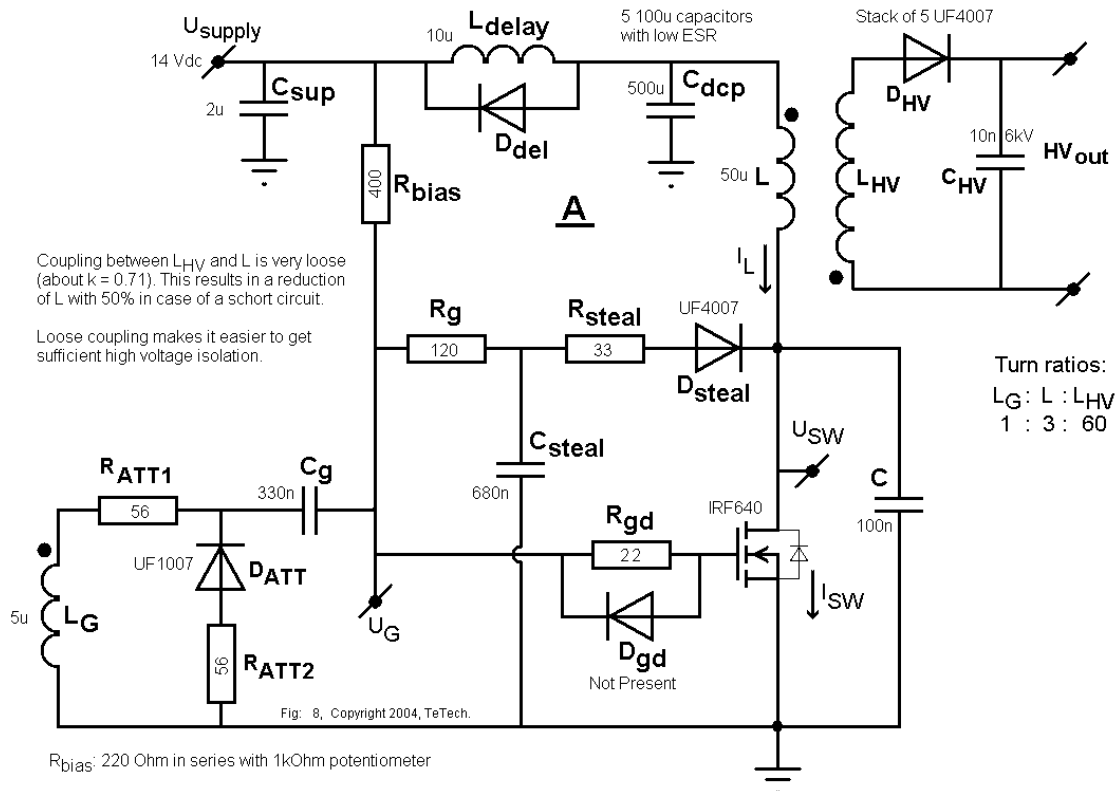 Usupply
14 Vdc
Csup
2u
Ldelay
10u
Ddel
5 100u capacitors
with low ESR
Cdcp
500u
Stack of 5 UF4007
DHV
50u L
LHV
10n 6kV
CHV
HVout
400
Rbias
A
IL
Coupling between LHV and L is very loose
(about k = 0.71). This results in a reduction
of L with 50% in case of a schort circuit.
Loose coupling makes it easier to get
sufficient high voltage isolation.
Rg
120
Rsteal
33
UF4007
Dsteal
Turn ratios:
LG : L : LHV
1 : 3 : 60
Csteal
680n
USW
C
100n
RATT1
56
Cg
330n
Rgd
22
IRF640
ISW
UF1007
DATT
5u LG
UG
Dgd
Not Present
RATT2
56
Fig: 8, Copyright 2004, TeTech.
Rbias: 220 Ohm in series with 1kOhm potentiometer